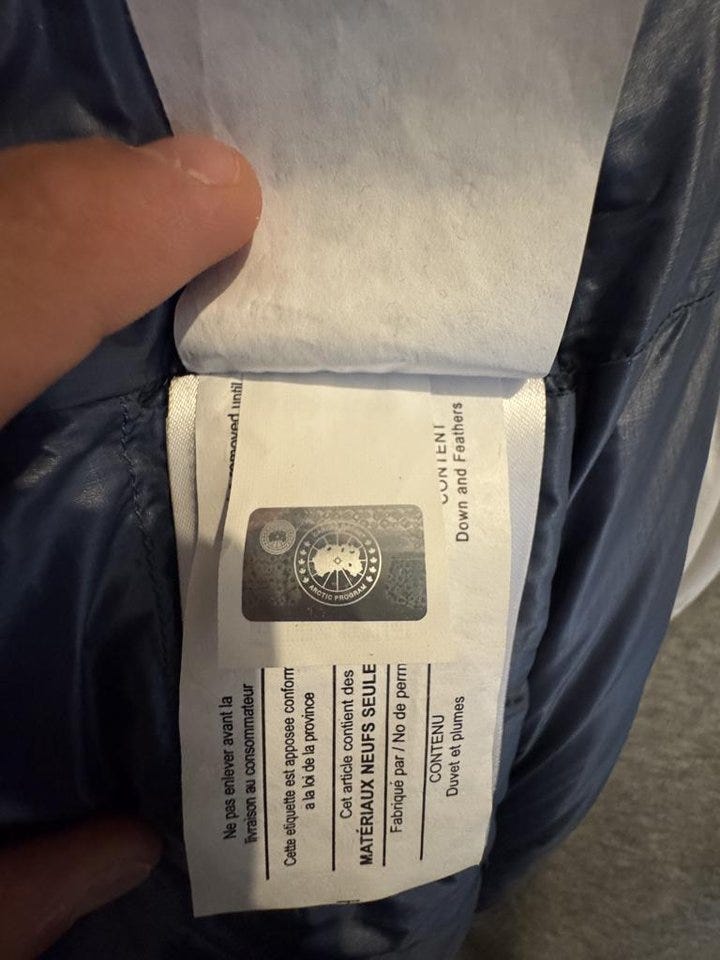 removed until
CONTENT
Down and Feathers
ARCTIC PROGRAM
Ne pas enlever avant la
livraison au consommateur
Cette etiquette est apposee conform
a la loi de la province
Cet article contient des
MATÉRIAUX NEUFS SEULE
Fabriqué par / No de perm
CONTENU
Duvet et plumes